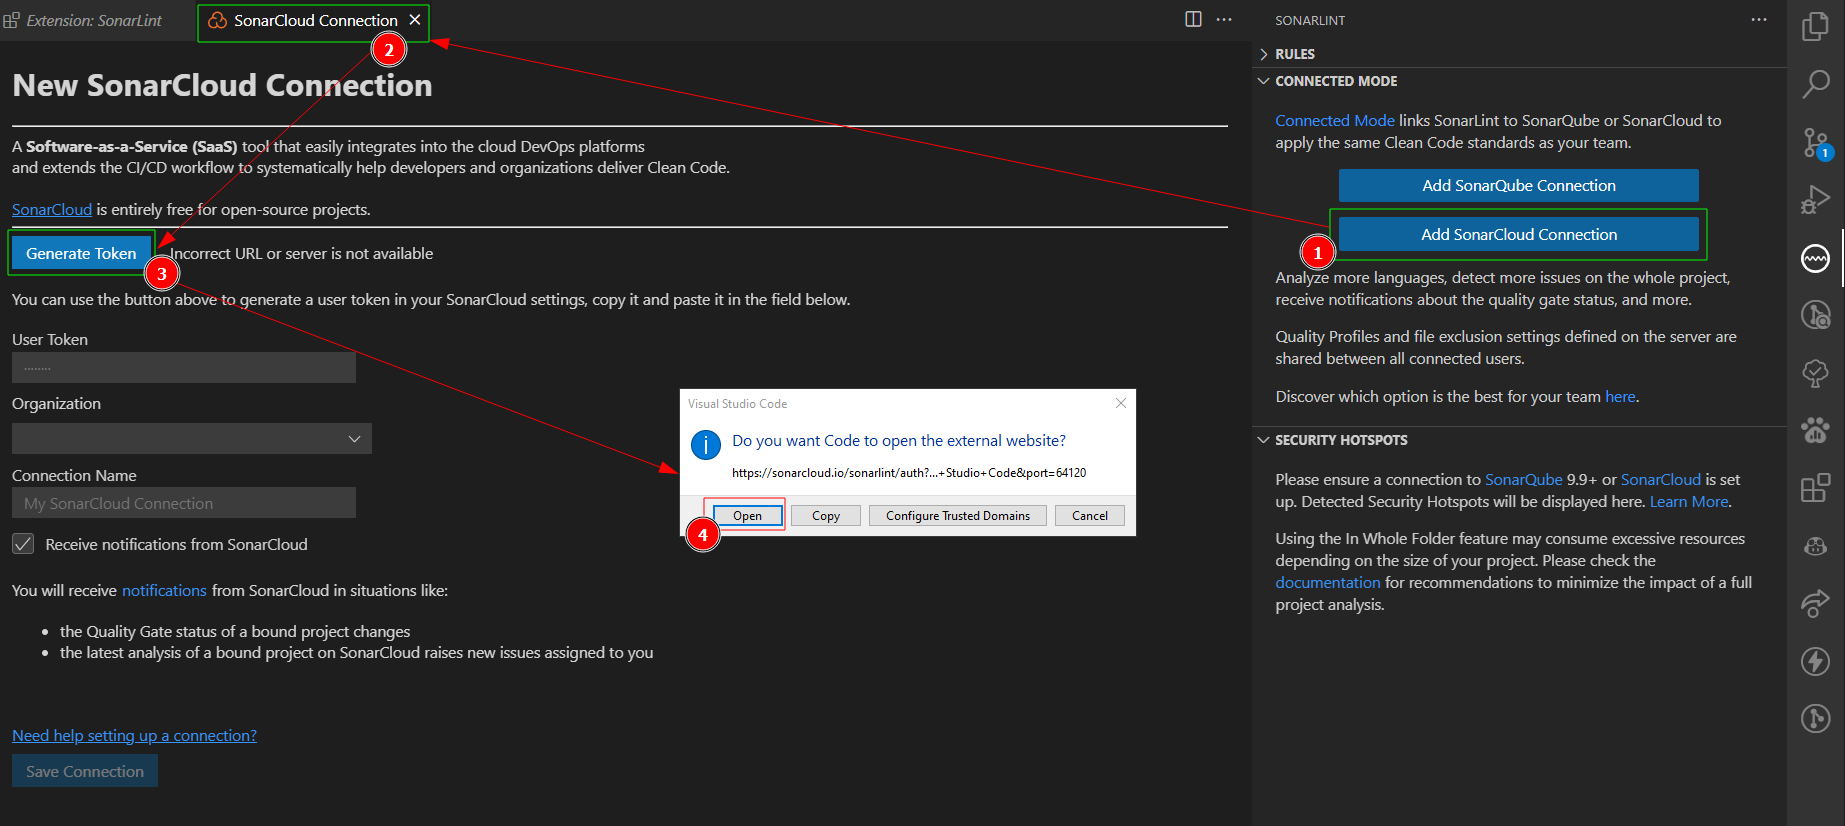 Extension: SonarLint
SonarCloud Connection
2
New SonarCloud Connection
A Software-as-a-Service (SaaS) tool that easily integrates into the cloud DevOps platforms
and extends the CI/CD workflow to systematically help developers and organizations deliver Clean Code.
SonarCloud is entirely free for open-source projects.
Generate Token
Incorrect URL or server is not available
3
You can use the button above to generate a user token in your SonarCloud settings, copy it and paste it in the field below.
User Token
........
Organization
Connection Name
My SonarCloud Connection
Receive notifications from SonarCloud
You will receive notifications from SonarCloud in situations like:
• the Quality Gate status of a bound project changes
• the latest analysis of a bound project on SonarCloud raises new issues assigned to you
Need help setting up a connection?
Save Connection
Visual Studio Code
Do you want Code to open the external website?
https://sonarcloud.io/sonarlint/auth?...+Studio+Code&port=64120
Open
Copy
Configure Trusted Domains
Cancel
4
SONARLINT
RULES
CONNECTED MODE
Connected Mode links SonarLint to SonarQube or SonarCloud to
apply the same Clean Code standards as your team.
Add SonarQube Connection
Add SonarCloud Connection
1
Analyze more languages, detect more issues on the whole project,
receive notifications about the quality gate status, and more.
Quality Profiles and file exclusion settings defined on the server are
shared between all connected users.
Discover which option is the best for your team here.
SECURITY HOTSPOTS
Please ensure a connection to SonarQube 9.9+ or SonarCloud is set
up. Detected Security Hotspots will be displayed here. Learn More.
Using the In Whole Folder feature may consume excessive resources
depending on the size of your project. Please check the
documentation for recommendations to minimize the impact of a full
project analysis.
1